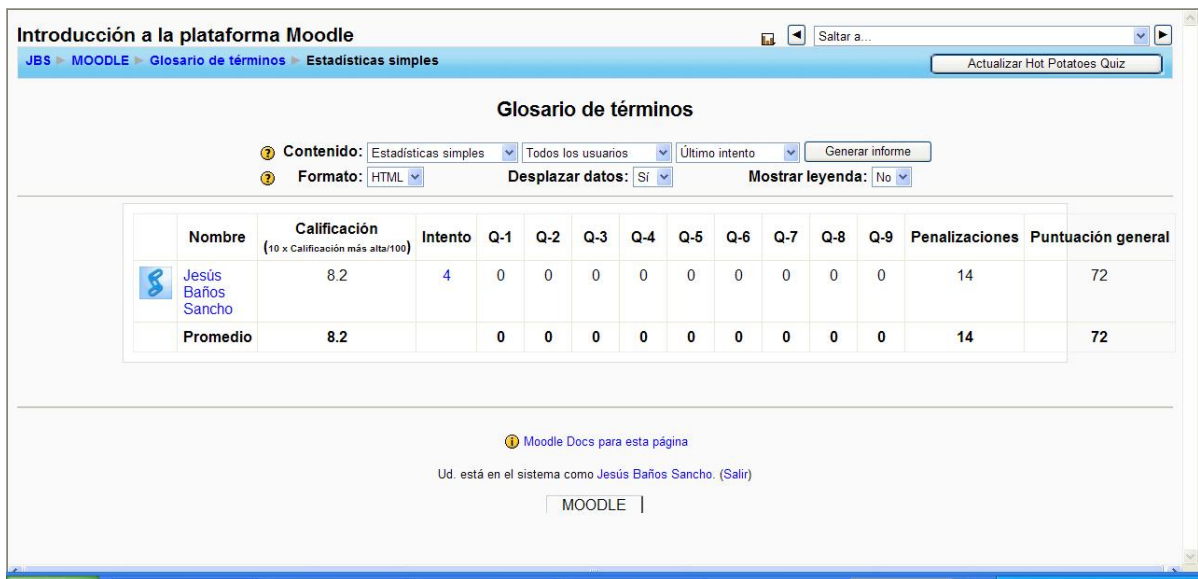 Introducción a la plataforma Moodle
Saltar a...
JBS ► MOODLE ► Glosario de términos ► Estadísticas simples
Actualizar Hot Potatoes Quiz
Glosario de términos
Contenido: Estadísticas simples Todos los usuarios Último intento Generar informe
Formato: HTML Desplazar datos: Sí Mostrar leyenda: No
Nombre Calificación (10 x Calificación más alta/100) Intento Q-1 Q-2 Q-3 Q-4 Q-5 Q-6 Q-7 Q-8 Q-9 Penalizaciones Puntuación general
Jesús Baños Sancho 8.2 4 0 0 0 0 0 0 0 0 0 14 72
Promedio 8.2 0 0 0 0 0 0 0 0 0 14 72
Moodle Docs para esta página
Ud. está en el sistema como Jesús Baños Sancho. (Salir)
MOODLE